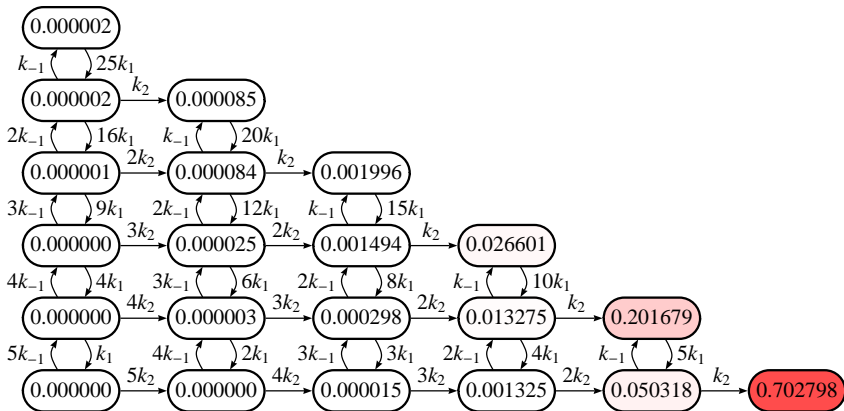 0.000002
k₋₁ 25k₁
k₂
0.000002 0.000085
2k₋₁ 16k₁ k₋₁ 20k₁
2k₂ k₂
0.000001 0.000084 0.001996
3k₋₁ 9k₁ 2k₋₁ 12k₁ k₋₁ 15k₁
3k₂ 2k₂ k₂
0.000000 0.000025 0.001494 0.026601
4k₋₁ 4k₁ 3k₋₁ 6k₁ 2k₋₁ 8k₁ k₋₁ 10k₁
4k₂ 3k₂ 2k₂ k₂
0.000000 0.000003 0.000298 0.013275 0.201679
5k₋₁ k₁ 4k₋₁ 2k₁ 3k₋₁ 3k₁ 2k₋₁ 4k₁ k₋₁ 5k₁
5k₂ 4k₂ 3k₂ 2k₂ k₂
0.000000 0.000000 0.000015 0.001325 0.050318 0.702798